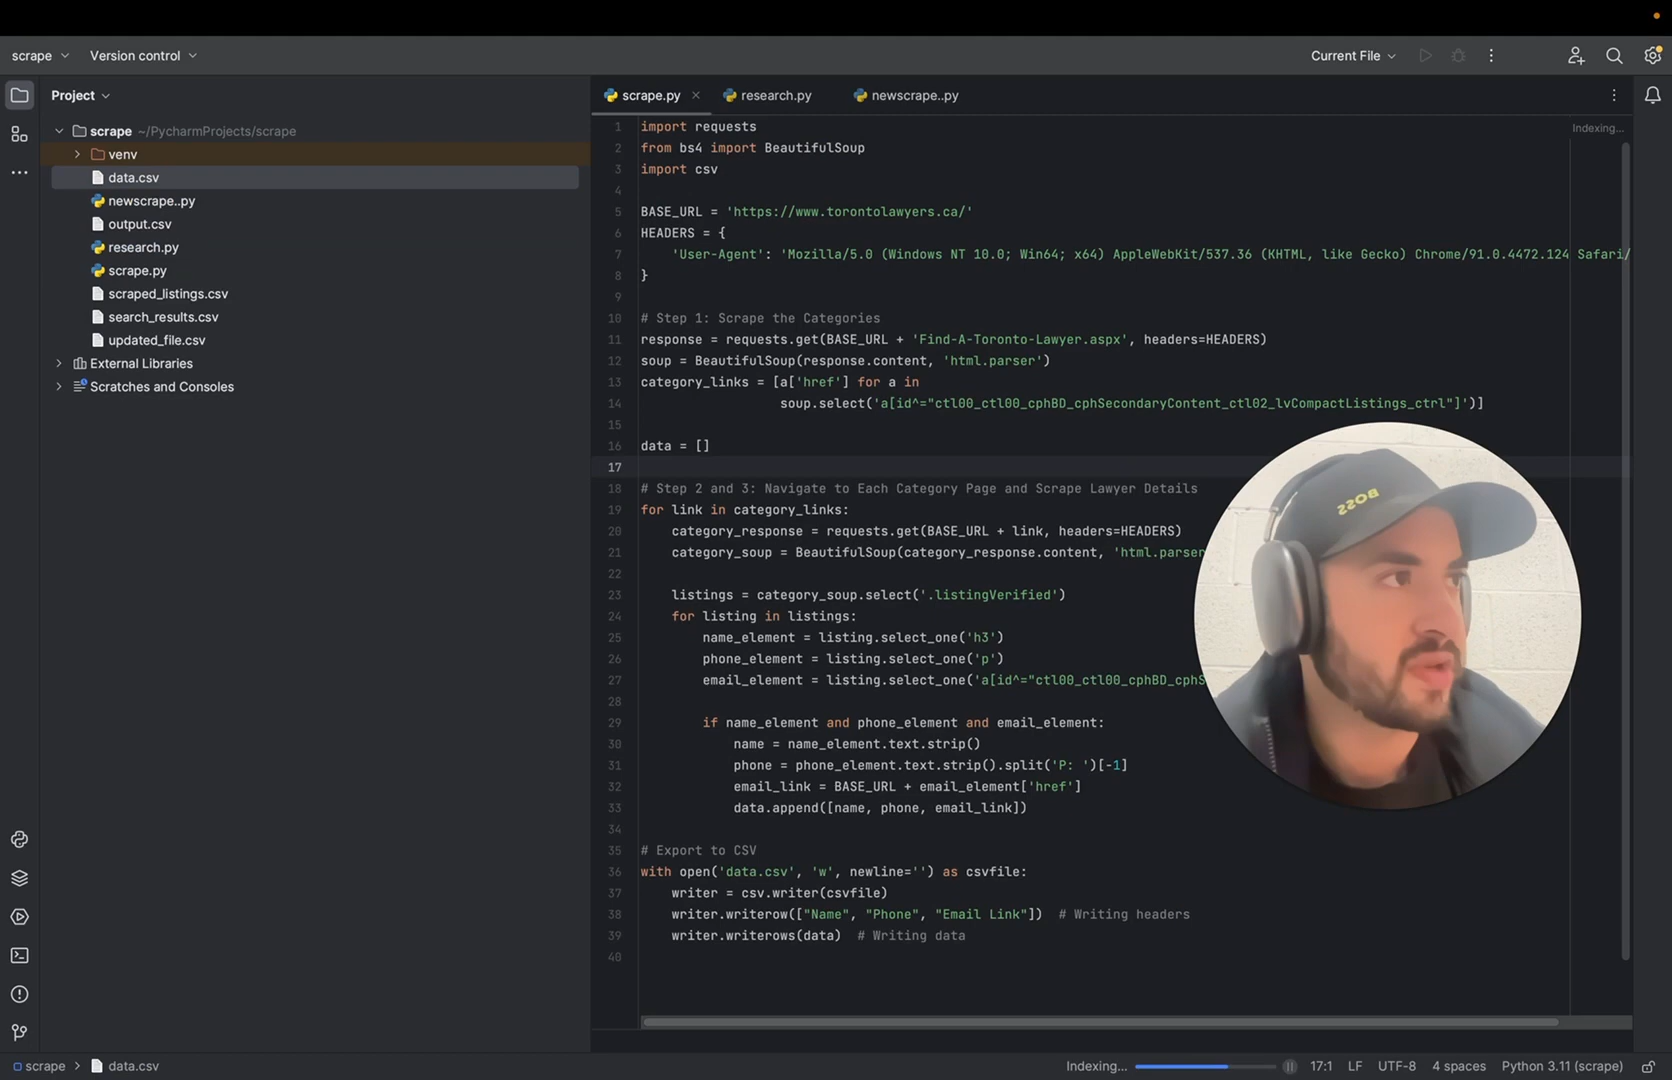 scrape
Version control
Current File
Project
scrape ~/PycharmProjects/scrape
venv
data.csv
newscrape..py
output.csv
research.py
scrape.py
scraped_listings.csv
search_results.csv
updated_file.csv
External Libraries
Scratches and Consoles
scrape.py
research.py
newscrape..py
Indexing...
1 import requests
2 from bs4 import BeautifulSoup
3 import csv
4
5 BASE_URL = 'https://www.torontolawyers.ca/'
6 HEADERS = {
7 'User-Agent': 'Mozilla/5.0 (Windows NT 10.0; Win64; x64) AppleWebKit/537.36 (KHTML, like Gecko) Chrome/91.0.4472.124 Safari/
8 }
9
10 # Step 1: Scrape the Categories
11 response = requests.get(BASE_URL + 'Find-A-Toronto-Lawyer.aspx', headers=HEADERS)
12 soup = BeautifulSoup(response.content, 'html.parser')
13 category_links = [a['href'] for a in
14 soup.select('a[id^="ctl00_ctl00_cphBD_cphSecondaryContent_ctl02_lvCompactListings_ctrl"]')]
15
16 data = []
17
18 # Step 2 and 3: Navigate to Each Category Page and Scrape Lawyer Details
19 for link in category_links:
20 category_response = requests.get(BASE_URL + link, headers=HEADERS)
21 category_soup = BeautifulSoup(category_response.content, 'html.parser
22
23 listings = category_soup.select('.listingVerified')
24 for listing in listings:
25 name_element = listing.select_one('h3')
26 phone_element = listing.select_one('p')
27 email_element = listing.select_one('a[id^="ctl00_ctl00_cphBD_cphS
28
29 if name_element and phone_element and email_element:
30 name = name_element.text.strip()
31 phone = phone_element.text.strip().split('P: ')[-1]
32 email_link = BASE_URL + email_element['href']
33 data.append([name, phone, email_link])
34
35 # Export to CSV
36 with open('data.csv', 'w', newline='') as csvfile:
37 writer = csv.writer(csvfile)
38 writer.writerow(["Name", "Phone", "Email Link"]) # Writing headers
39 writer.writerows(data) # Writing data
40
BOSS
scrape
data.csv
Indexing...
17:1
LF
UTF-8
4 spaces
Python 3.11 (scrape)